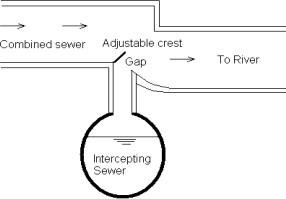 Combined sewer
Adjustable crest
Gap
To River
Intercepting
Sewer